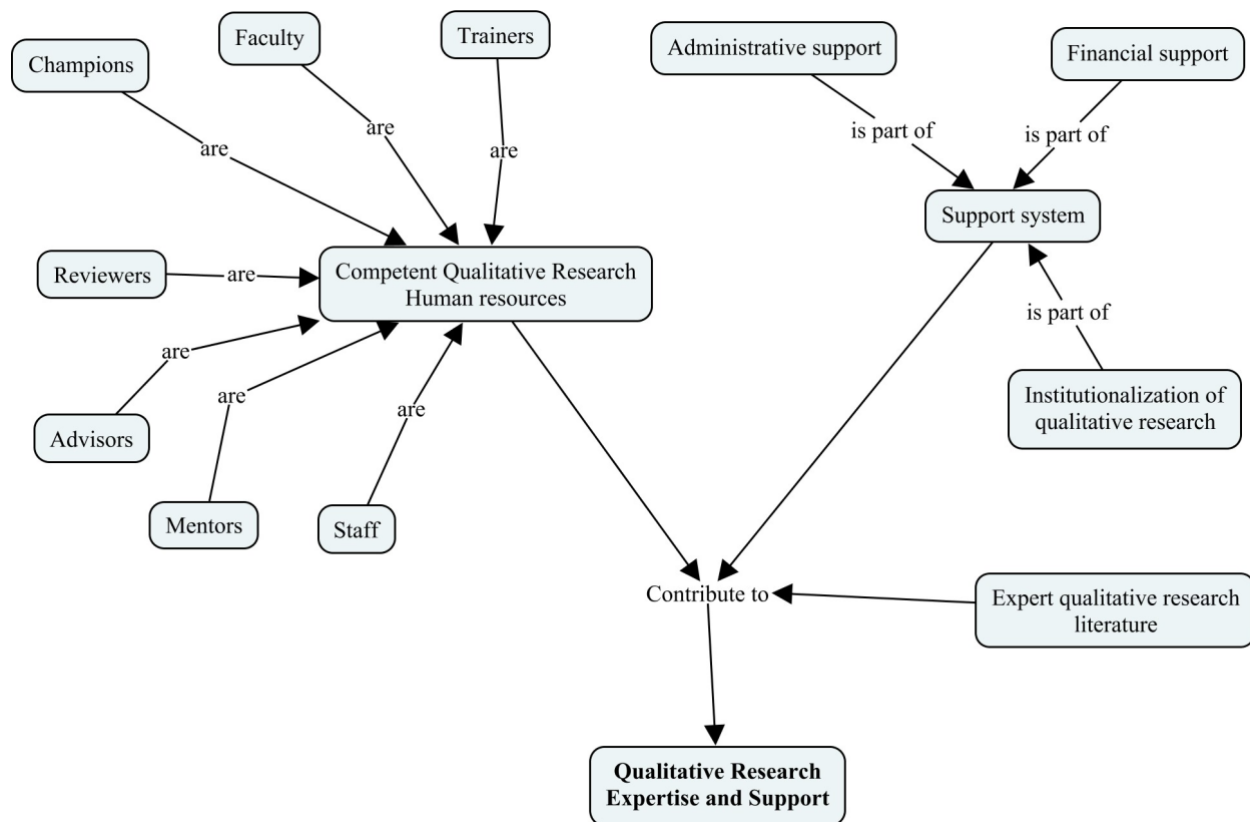 Champions
Faculty
Trainers
Administrative support
Financial support
are
are
are
is part of
is part of
Support system
Reviewers
are
Competent Qualitative Research
Human resources
is part of
are
are
are
Advisors
Mentors
Staff
Institutionalization of
qualitative research
Contribute to
Expert qualitative research
literature
Qualitative Research
Expertise and Support